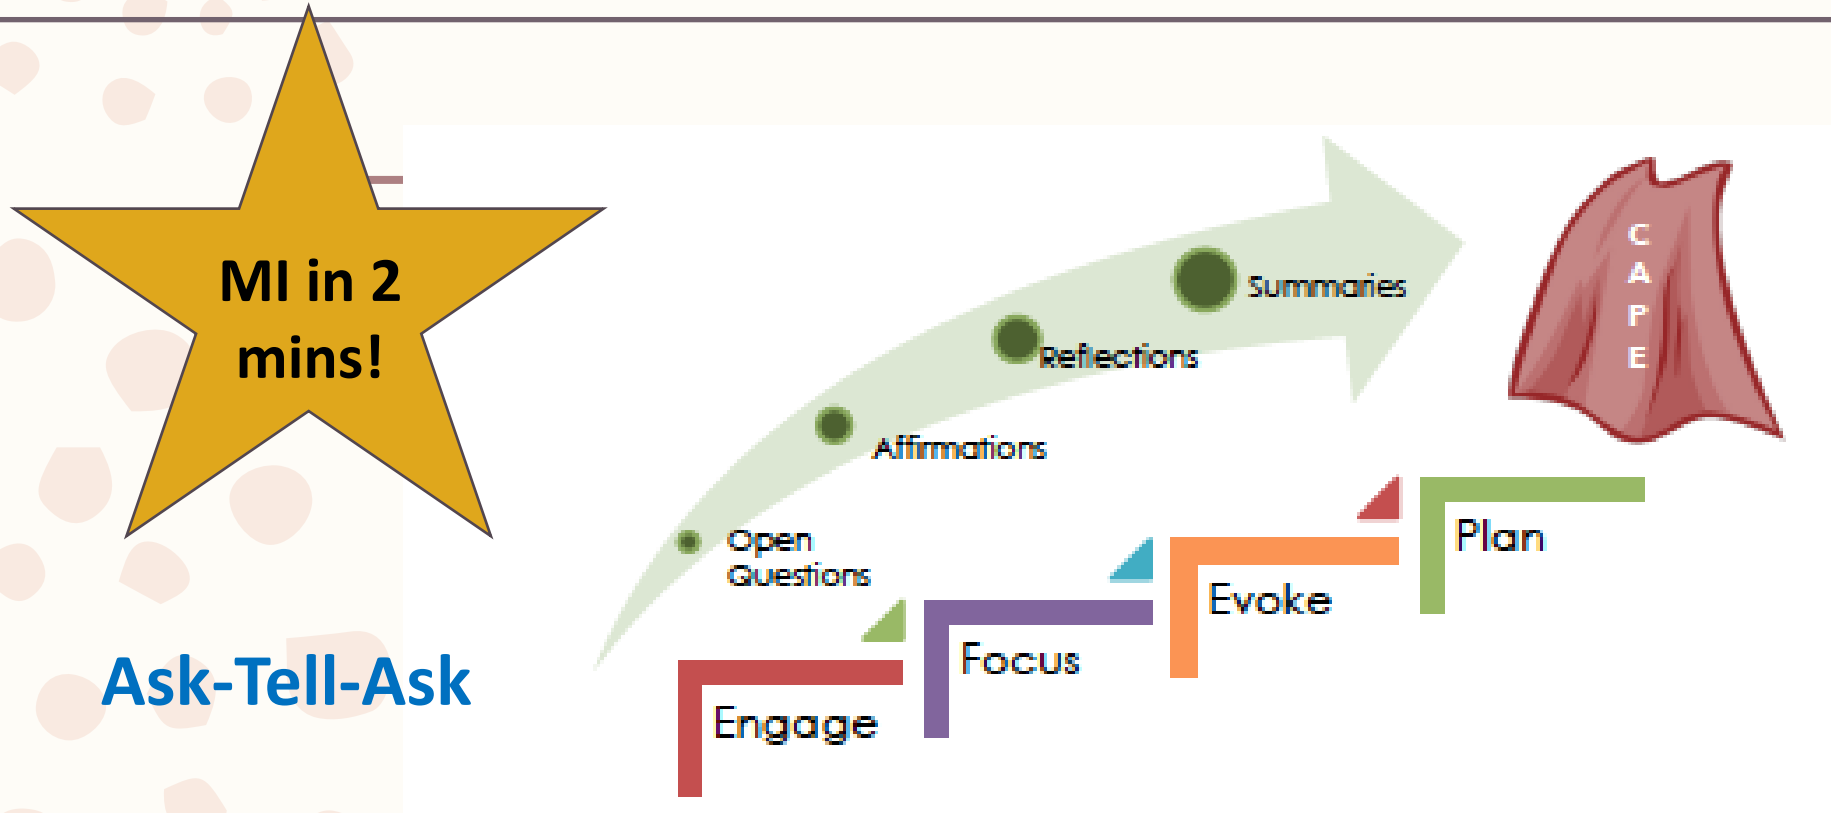 MI in 2
mins!
Ask-Tell-Ask
Open
Questions
Affirmations
Reflections
Summaries
C
A
P
E
Engage
Focus
Evoke
Plan